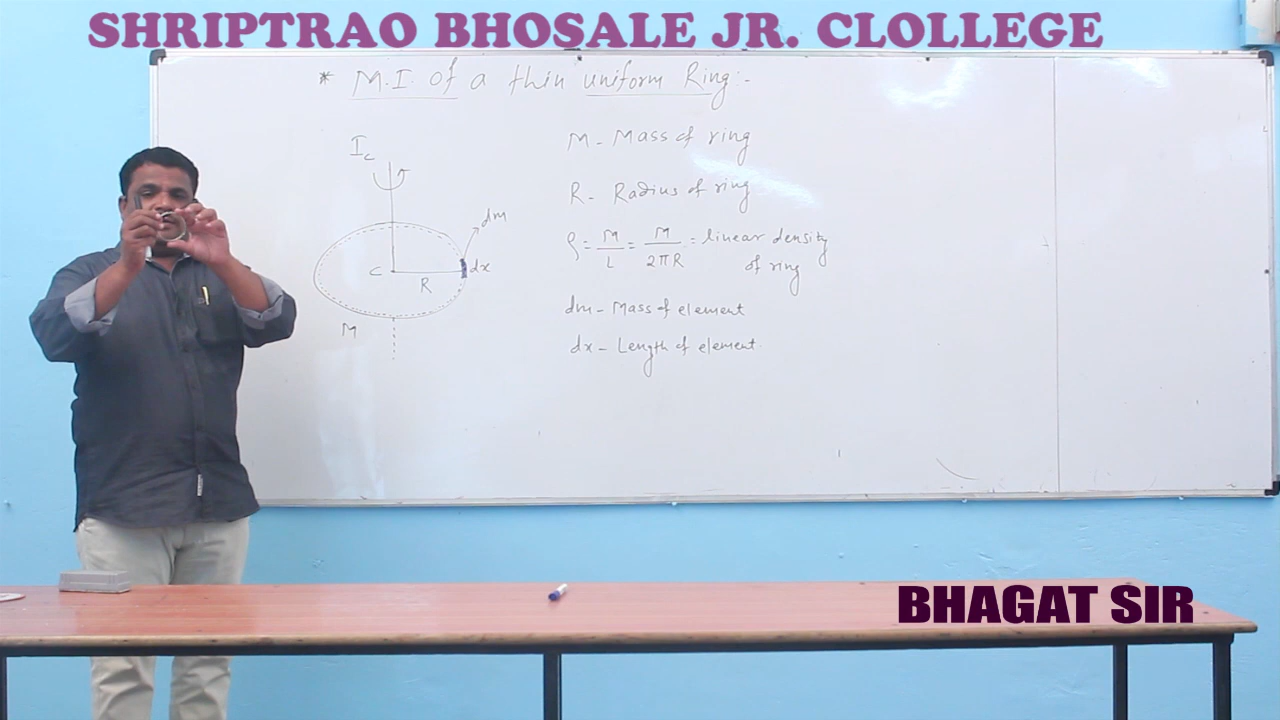 SHRIPTRAO BHOSALE JR. CLOLLEGE
* M.I. of a thin uniform Ring:-
I_c
dm
C
R
dx
M
M - Mass of ring
R - Radius of ring
ρ = M/L = M/2πR = linear density
of ring
dm - Mass of element
dx - Length of element.
BHAGAT SIR